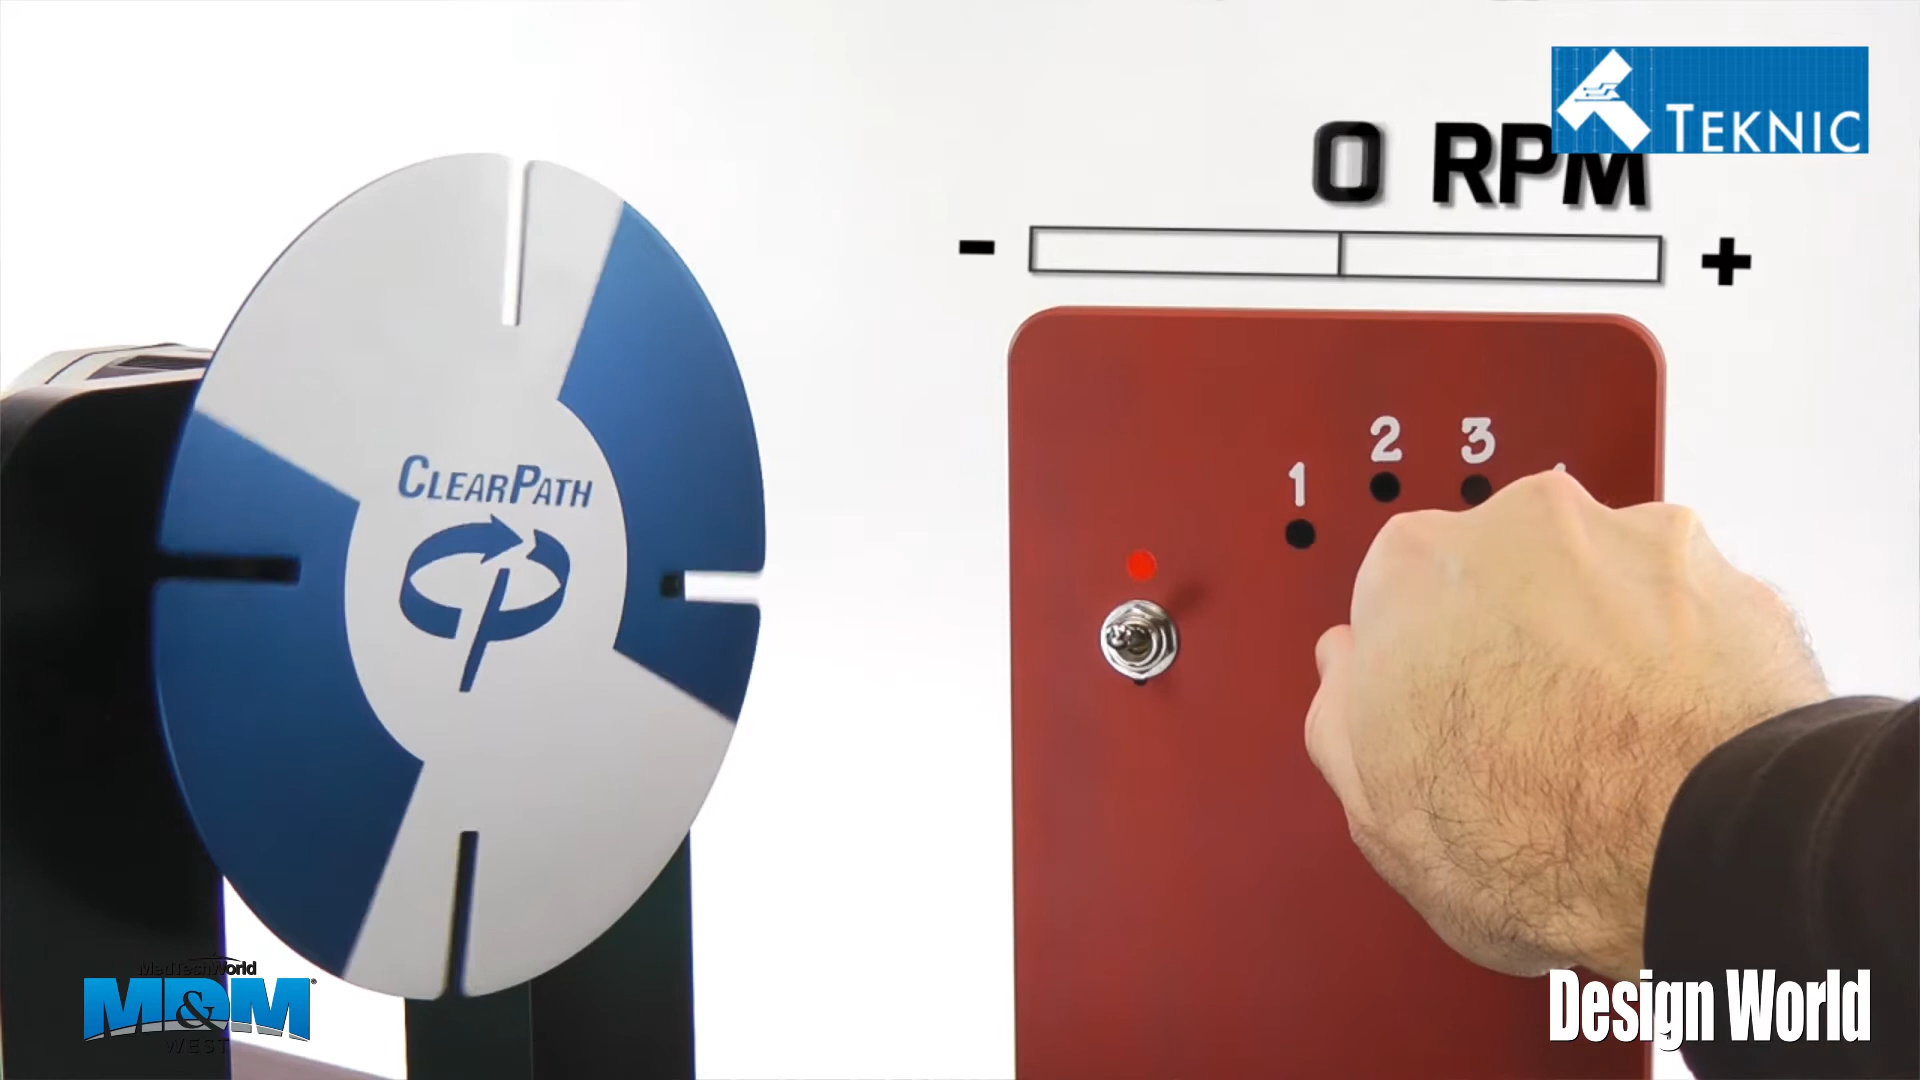 TEKNIC
0 RPM
- +
2 3
1
CLEARPATH
MedTechWorld
MD&M®
WEST
Design World